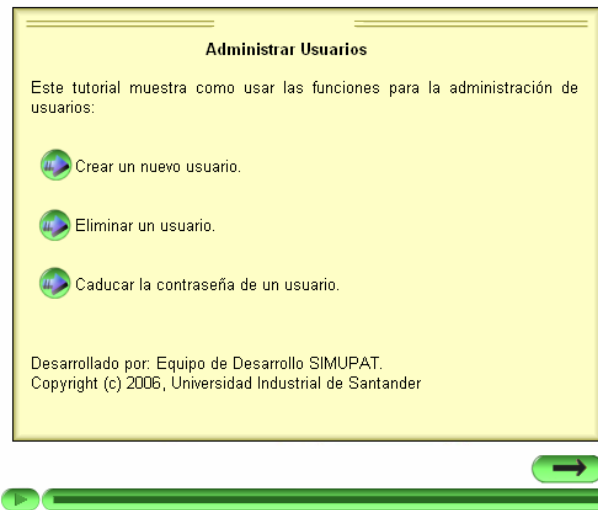 Administrar Usuarios
Este tutorial muestra como usar las funciones para la administración de
usuarios:
Crear un nuevo usuario.
Eliminar un usuario.
Caducar la contraseña de un usuario.
Desarrollado por: Equipo de Desarrollo SIMUPAT.
Copyright (c) 2006, Universidad Industrial de Santander